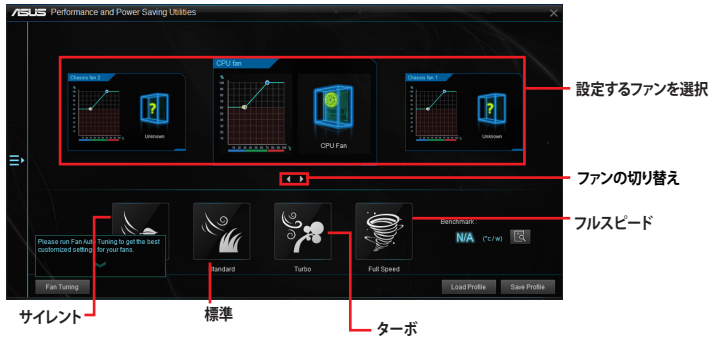 ASUS Performance and Power Saving Utilities
Chassis fan 2
Unknown
CPU fan
CPU Fan
Chassis fan 1
Unknown
設定するファンを選択
ファンの切り替え
フルスピード
Please run Fan Auto Tuning to get the best
customized settings for your fans.
Standard
Turbo
Full Speed
Benchmark :
N/A (°c / w)
Fan Tuning
Load Profile
Save Profile
サイレント
標準
ターボ